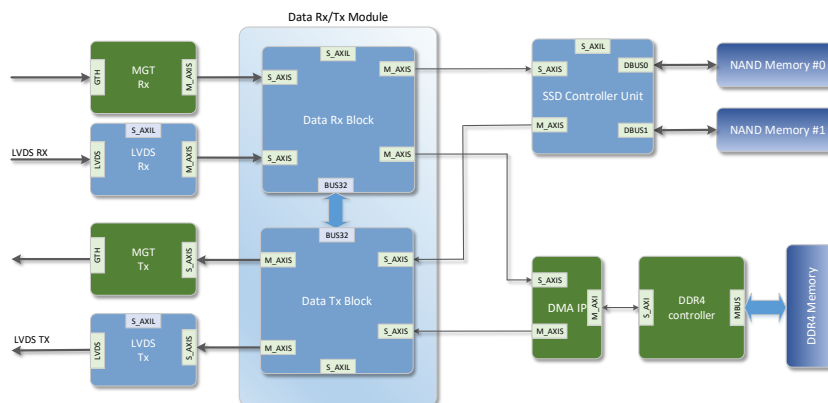 Data Rx/Tx Module
GTH
MGT
Rx
M_AXIS
LVDS RX
S_AXIL
LVDS
LVDS
Rx
M_AXIS
GTH
MGT
Tx
S_AXIS
LVDS TX
S_AXIL
LVDS
LVDS
Tx
S_AXIS
S_AXIL
S_AXIS
M_AXIS
Data Rx Block
S_AXIS
M_AXIS
BUS32
BUS32
M_AXIS
S_AXIS
Data Tx Block
S_AXIS
M_AXIS
S_AXIL
S_AXIL
S_AXIS
DBUS0
SSD Controller Unit
M_AXIS
DBUS1
NAND Memory #0
NAND Memory #1
S_AXIS
DMA IP
M_AXI
M_AXIS
S_AXI
DDR4
controller
MBUS
DDR4 Memory